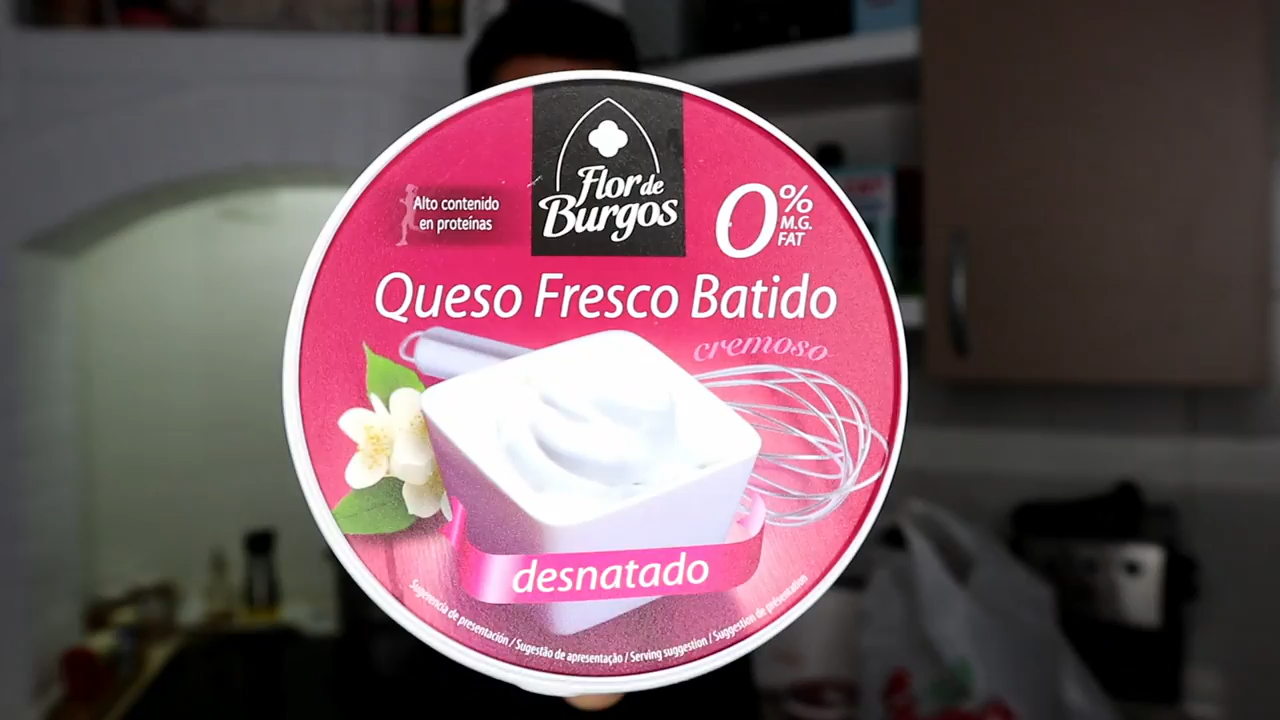 Flor de
Burgos
Alto contenido
en proteínas
0%
M.G.
FAT
Queso Fresco Batido
cremoso
desnatado
Sugerencia de presentación / Sugestão de apresentação / Serving suggestion / Suggestion de présentation